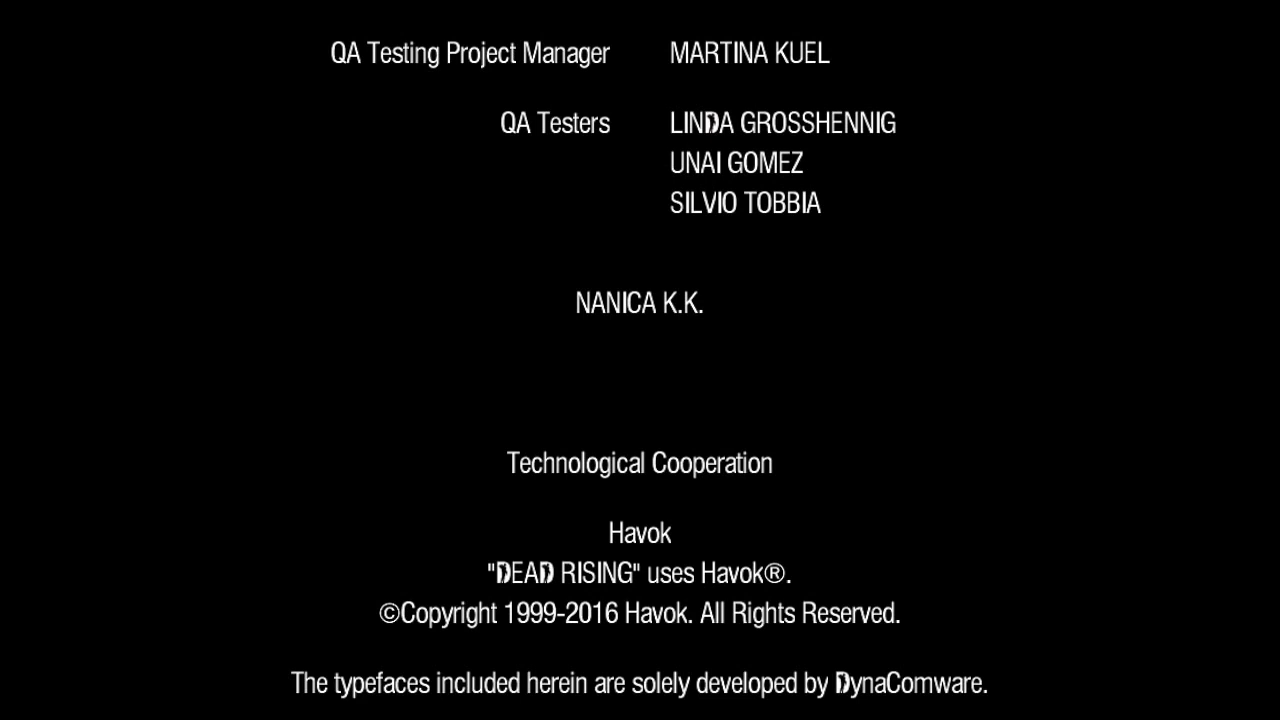 QA Testing Project Manager MARTINA KUEL
QA Testers LINDA GROSSHENNIG
UNAI GOMEZ
SILVIO TOBBIA
NANICA K.K.
Technological Cooperation
Havok
"DEAD RISING" uses Havok®.
©Copyright 1999-2016 Havok. All Rights Reserved.
The typefaces included herein are solely developed by DynaComware.